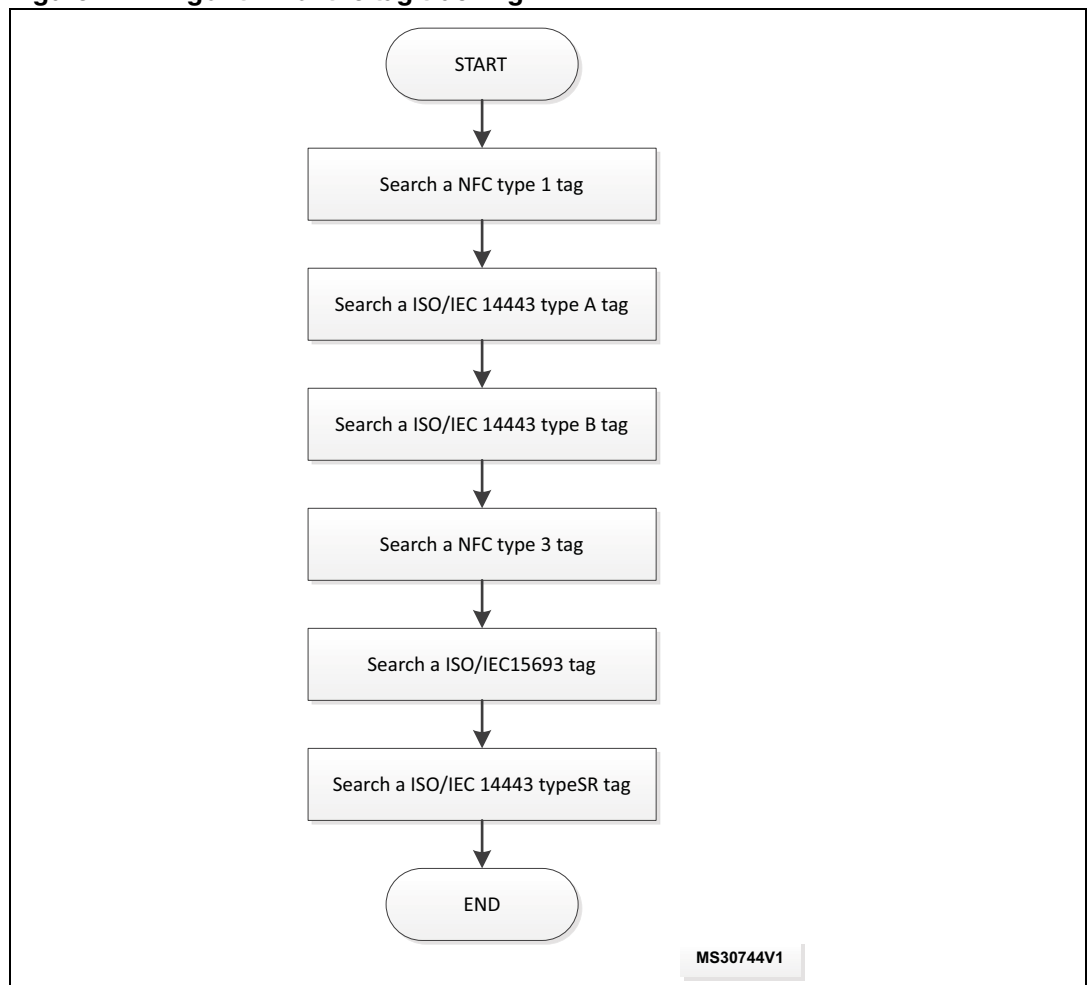 START
Search a NFC type 1 tag
Search a ISO/IEC 14443 type A tag
Search a ISO/IEC 14443 type B tag
Search a NFC type 3 tag
Search a ISO/IEC15693 tag
Search a ISO/IEC 14443 typeSR tag
END
MS30744V1